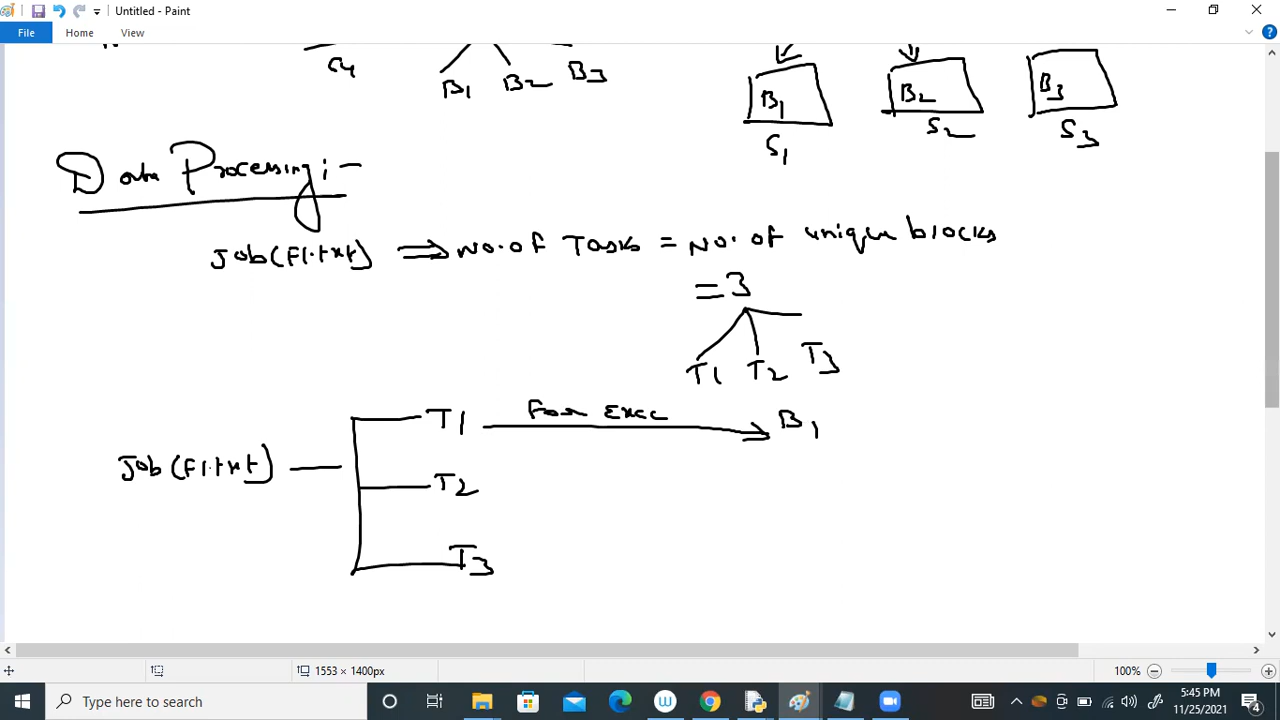 Untitled - Paint
File Home View
S4
B1 B2 B3
B1 B2 B3
S1 S2 S3
Data Processing :-
Job(F1.txt) ⇒ No. of Tasks = No. of unique blocks
= 3
T1 T2 T3
T1 For Exec B1
Job (F1.txt)
T2
T3
1553 × 1400px
100%
Type here to search
5:45 PM
11/25/2021
4